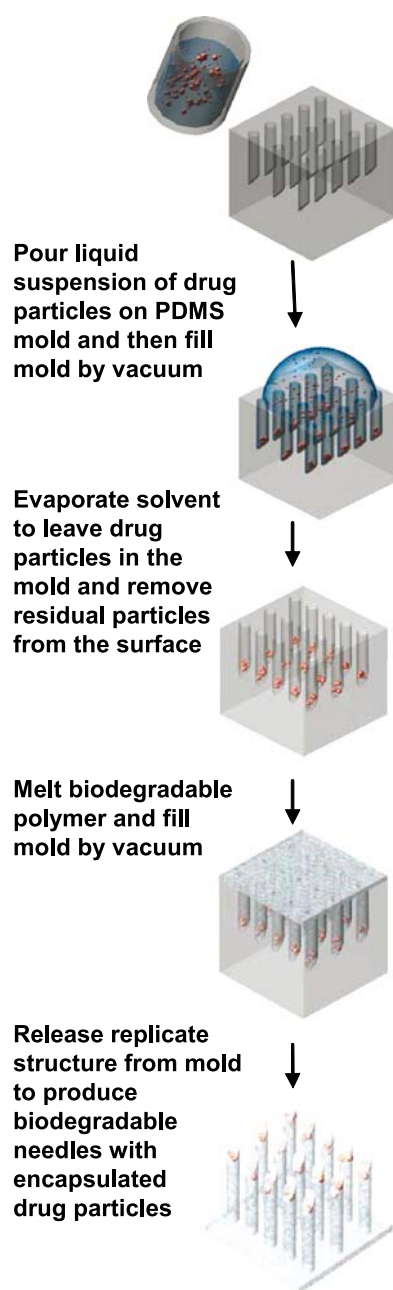 Pour liquid
suspension of drug
particles on PDMS
mold and then fill
mold by vacuum
Evaporate solvent
to leave drug
particles in the
mold and remove
residual particles
from the surface
Melt biodegradable
polymer and fill
mold by vacuum
Release replicate
structure from mold
to produce
biodegradable
needles with
encapsulated
drug particles